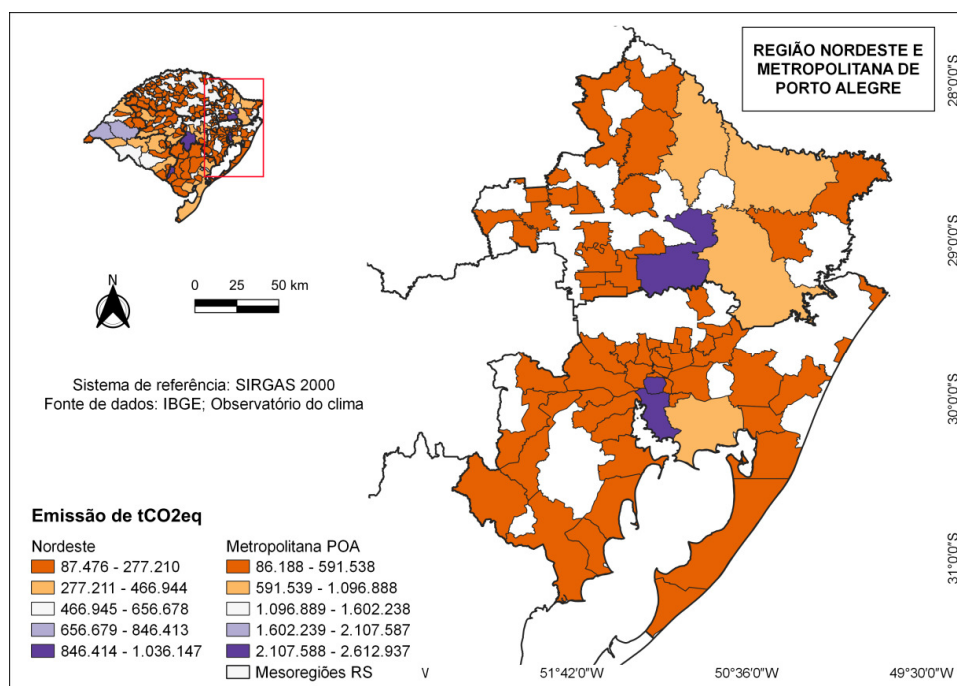 REGIÃO NORDESTE E
METROPOLITANA DE
PORTO ALEGRE
N
0 25 50 km
Sistema de referência: SIRGAS 2000
Fonte de dados: IBGE; Observatório do clima
Emissão de tCO2eq
Nordeste
87.476 - 277.210
277.211 - 466.944
466.945 - 656.678
656.679 - 846.413
846.414 - 1.036.147
Metropolitana POA
86.188 - 591.538
591.539 - 1.096.888
1.096.889 - 1.602.238
1.602.239 - 2.107.587
2.107.588 - 2.612.937
Mesoregiões RS
28°0'0"S
29°0'0"S
30°0'0"S
31°0'0"S
V
51°42'0"O
50°36'0"O
49°30'0"O